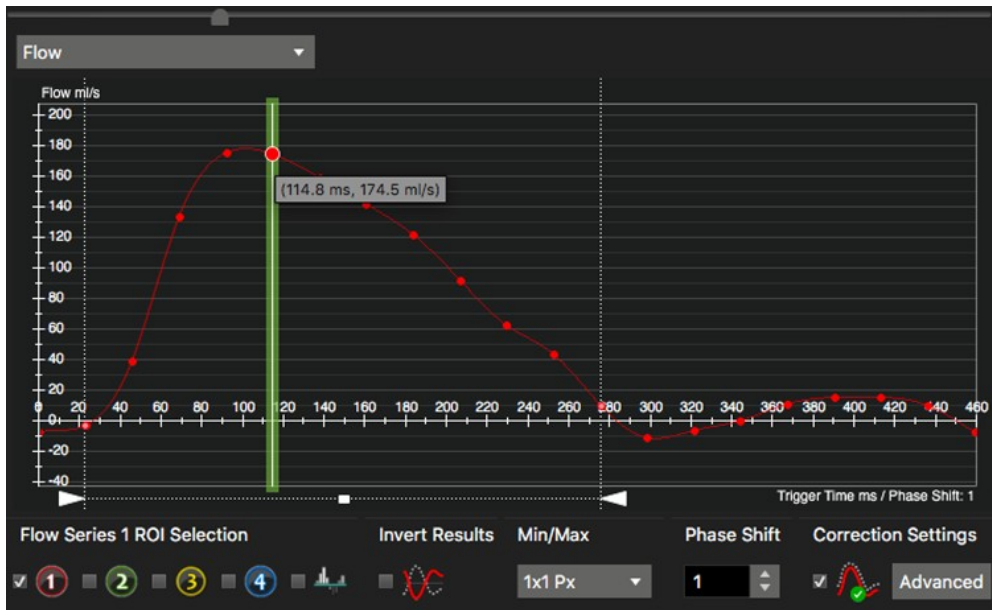 Flow
Flow ml/s
200
180
160
(114.8 ms, 174.5 ml/s)
140
120
100
80
60
40
20
0 20 40 60 80 100 120 140 160 180 200 220 240 260 280 300 320 340 360 380 400 420 440 460
0
-20
-40
Trigger Time ms / Phase Shift: 1
Flow Series 1 ROI Selection Invert Results Min/Max Phase Shift Correction Settings
1 2 3 4 1x1 Px 1 Advanced